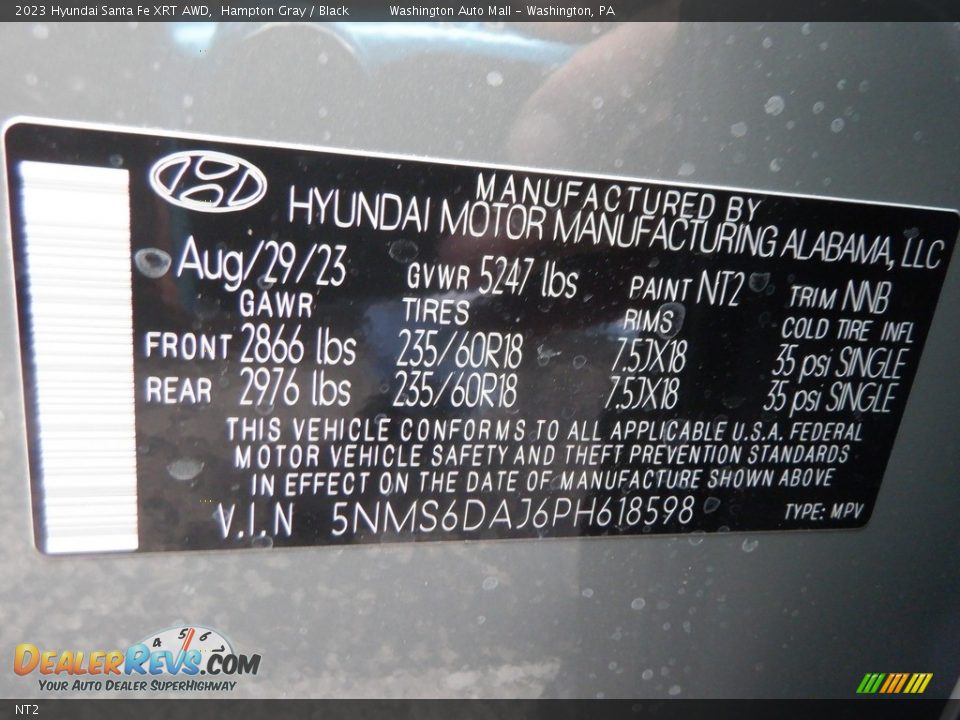 2023 Hyundai Santa Fe XRT AWD, Hampton Gray / Black Washington Auto Mall - Washington, PA
MANUFACTURED BY
HYUNDAI MOTOR MANUFACTURING ALABAMA, LLC
Aug/29/23 GVWR 5247 lbs PAINT NT2 TRIM NNB
GAWR TIRES RIMS COLD TIRE INFL
FRONT 2866 lbs 235/60R18 7.5JX18 35 psi SINGLE
REAR 2976 lbs 235/60R18 7.5JX18 35 psi SINGLE
THIS VEHICLE CONFORMS TO ALL APPLICABLE U.S.A. FEDERAL
MOTOR VEHICLE SAFETY AND THEFT PREVENTION STANDARDS
IN EFFECT ON THE DATE OF MANUFACTURE SHOWN ABOVE
V.I.N 5NMS6DAJ6PH618598 TYPE: MPV
4 5 6
DEALERREVS.COM
YOUR AUTO DEALER SUPERHIGHWAY
NT2